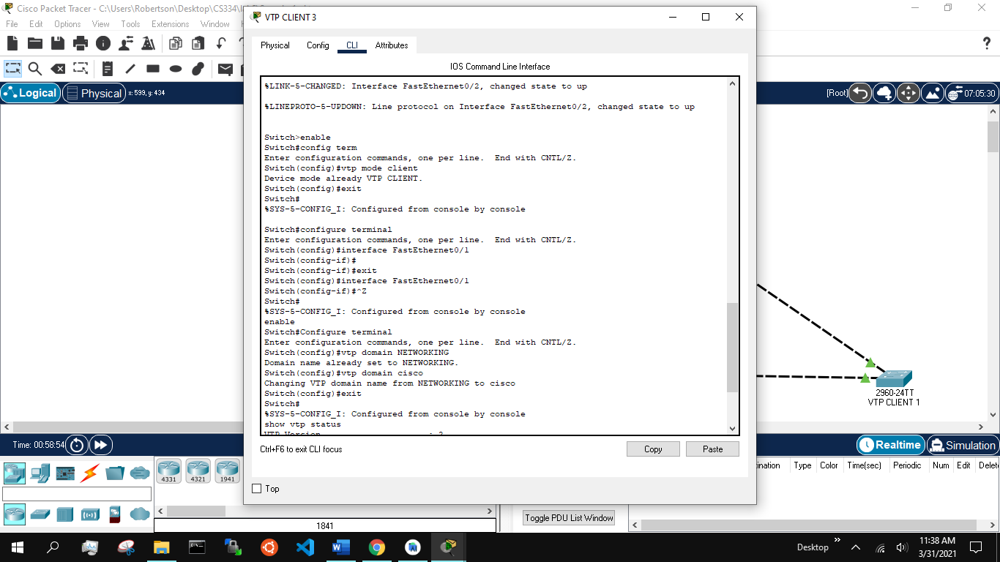 Cisco Packet Tracer - C:\Users\Robertson\Desktop\CS334\
VTP CLIENT 3
File Edit Options View Tools Extensions Window
Physical Config CLI Attributes
IOS Command Line Interface
Logical Physical x: 599, y: 434
[Root] 07:05:30
%LINK-5-CHANGED: Interface FastEthernet0/2, changed state to up
%LINEPROTO-5-UPDOWN: Line protocol on Interface FastEthernet0/2, changed state to up
Switch>enable
Switch#config term
Enter configuration commands, one per line.  End with CNTL/Z.
Switch(config)#vtp mode client
Device mode already VTP CLIENT.
Switch(config)#exit
Switch#
%SYS-5-CONFIG_I: Configured from console by console
Switch#configure terminal
Enter configuration commands, one per line.  End with CNTL/Z.
Switch(config)#interface FastEthernet0/1
Switch(config-if)#
Switch(config-if)#exit
Switch(config)#interface FastEthernet0/1
Switch(config-if)#^Z
Switch#
%SYS-5-CONFIG_I: Configured from console by console
enable
Switch#Configure terminal
Enter configuration commands, one per line.  End with CNTL/Z.
Switch(config)#vtp domain NETWORKING
Domain name already set to NETWORKING.
Switch(config)#vtp domain cisco
Changing VTP domain name from NETWORKING to cisco
Switch(config)#exit
Switch#
%SYS-5-CONFIG_I: Configured from console by console
show vtp status
VTP Version : 2
2960-24TT
VTP CLIENT 1
Ctrl+F6 to exit CLI focus
Copy Paste
Top
Time: 00:58:54
Realtime Simulation
4331 4321 1941
Type Color Time(sec) Periodic Num Edit
1841
Toggle PDU List Window
Desktop
11:38 AM
3/31/2021